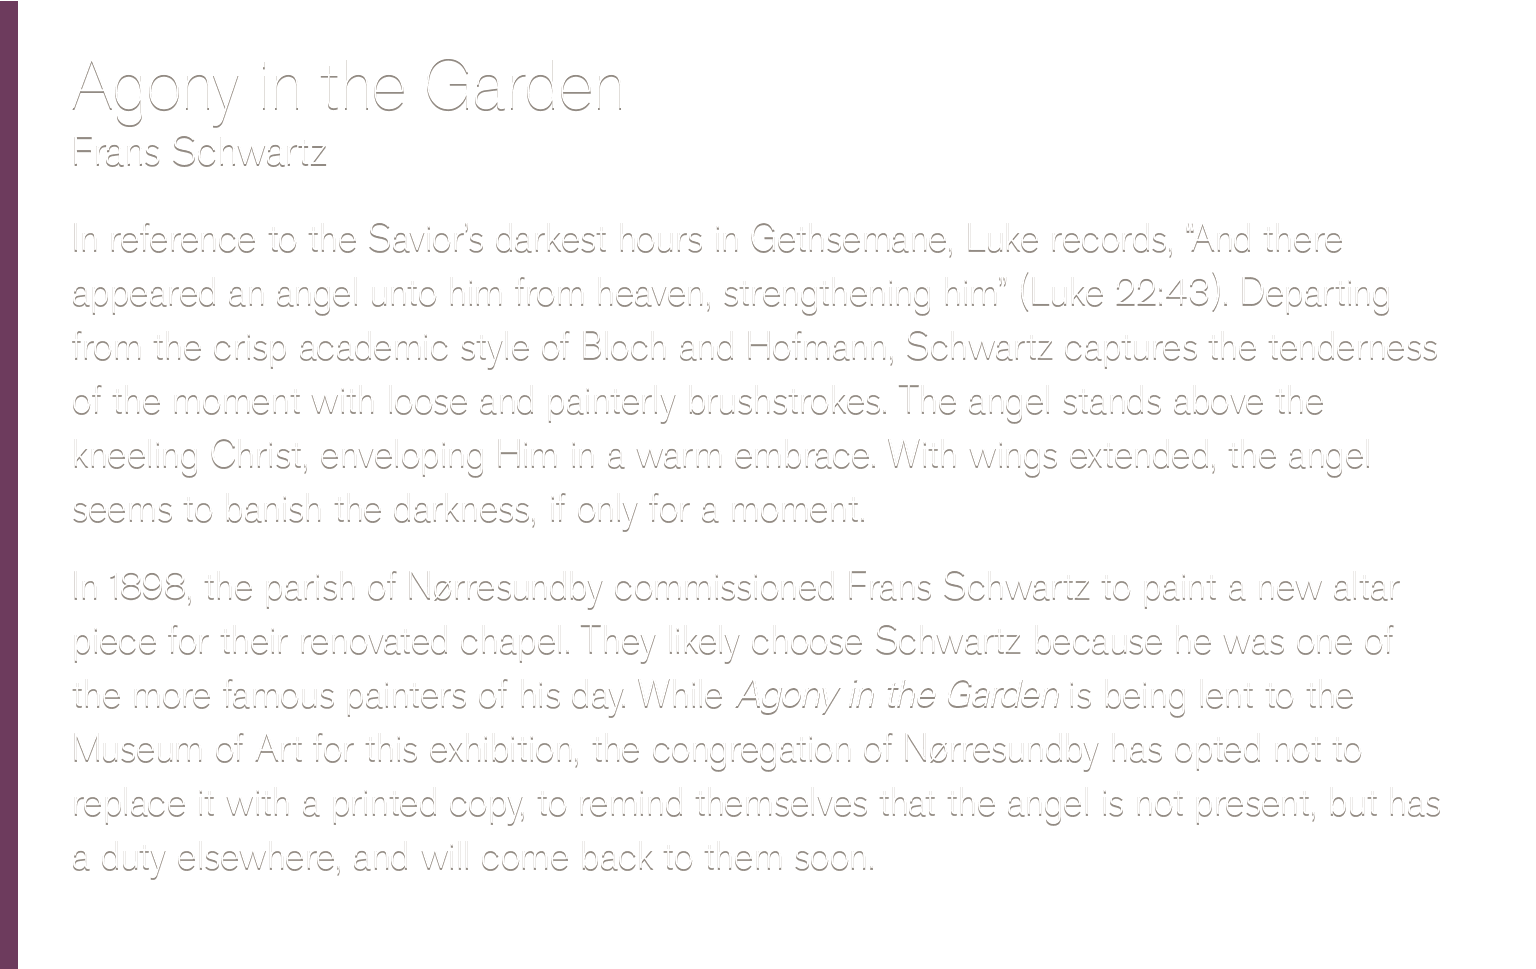 Agony in the Garden
Frans Schwartz
In reference to the Savior’s darkest hours in Gethsemane, Luke records, “And there
appeared an angel unto him from heaven, strengthening him” (Luke 22:43). Departing
from the crisp academic style of Bloch and Hofmann, Schwartz captures the tenderness
of the moment with loose and painterly brushstrokes. The angel stands above the
kneeling Christ, enveloping Him in a warm embrace. With wings extended, the angel
seems to banish the darkness, if only for a moment.
In 1898, the parish of Nørresundby commissioned Frans Schwartz to paint a new altar
piece for their renovated chapel. They likely choose Schwartz because he was one of
the more famous painters of his day. While Agony in the Garden is being lent to the
Museum of Art for this exhibition, the congregation of Nørresundby has opted not to
replace it with a printed copy, to remind themselves that the angel is not present, but has
a duty elsewhere, and will come back to them soon.